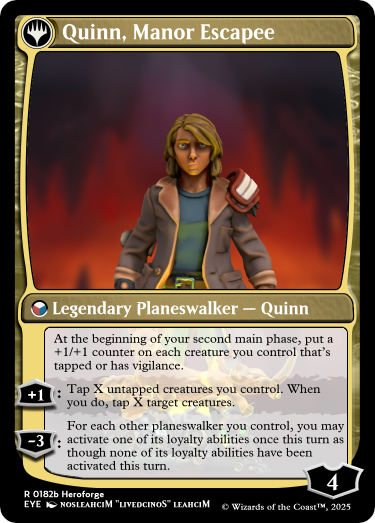 Quinn, Manor Escapee
Legendary Planeswalker — Quinn
At the beginning of your second main phase, put a
+1/+1 counter on each creature you control that's
tapped or has vigilance.
+1: Tap X untapped creatures you control. When
you do, tap X target creatures.
-3: For each other planeswalker you control, you may
activate one of its loyalty abilities once this turn as
though none of its loyalty abilities have been
activated this turn.
4
R 0182b Heroforge
EYE NOSLEAHCIM "LIVEDCINOS" LEAHCIM
© Wizards of the Coast™, 2025